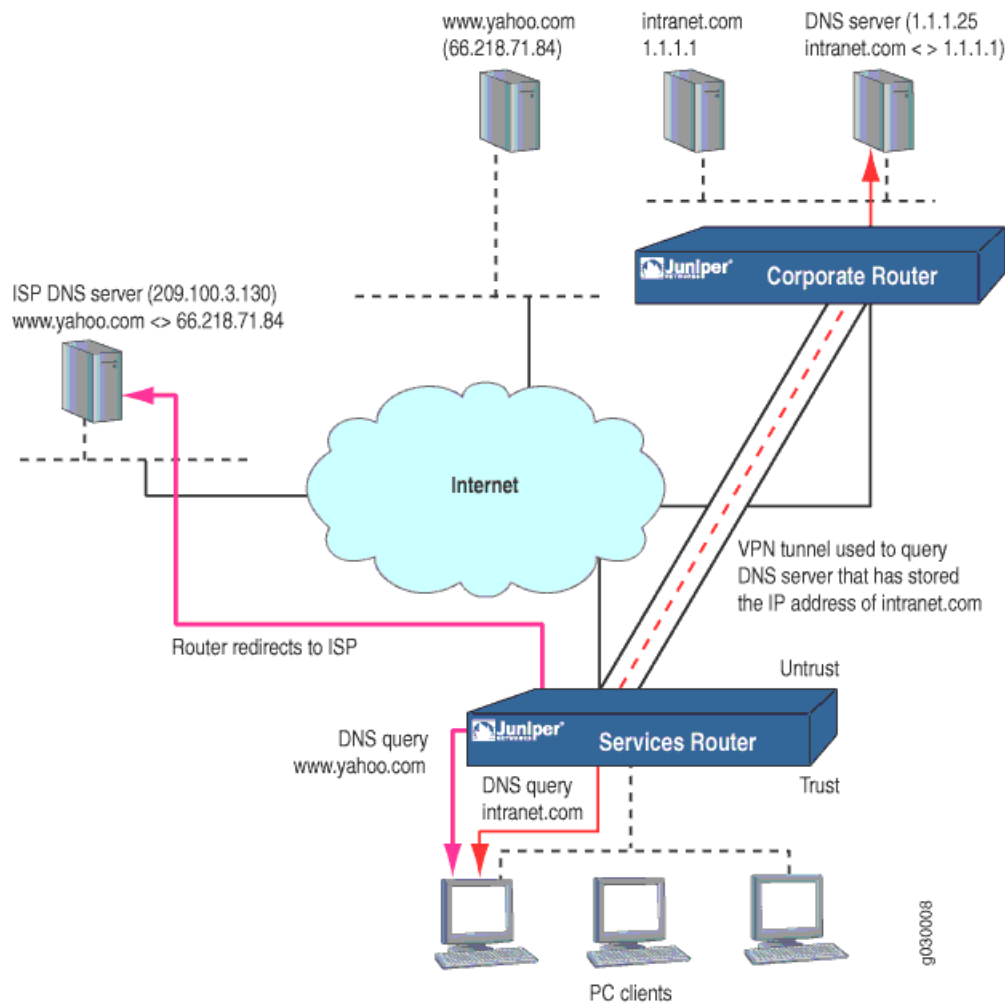 www.yahoo.com
(66.218.71.84)
intranet.com
1.1.1.1
DNS server (1.1.1.25
intranet.com < > 1.1.1.1)
Juniper
NETWORKS
Corporate Router
ISP DNS server (209.100.3.130)
www.yahoo.com <> 66.218.71.84
Internet
VPN tunnel used to query
DNS server that has stored
the IP address of intranet.com
Router redirects to ISP
Untrust
Juniper
NETWORKS
Services Router
DNS query
www.yahoo.com
DNS query
intranet.com
Trust
PC clients
g030008